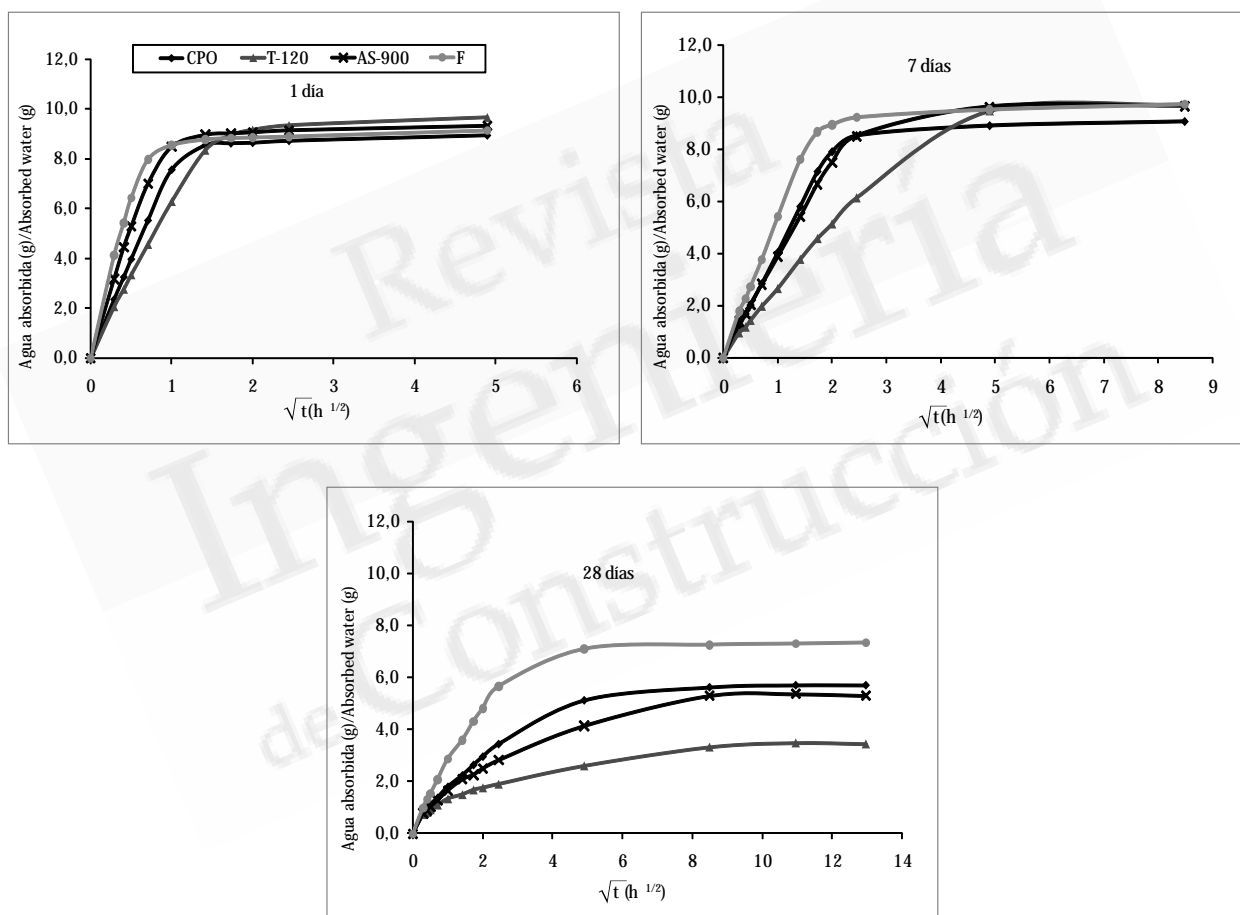 12,0
10,0
8,0
6,0
4,0
2,0
0,0
Agua absorbida (g)/Absorbed water (g)
CPO T-120 AS-900 F
1 día
0 1 2 3 4 5 6
√t (h 1/2)
12,0
10,0
8,0
6,0
4,0
2,0
0,0
Agua absorbida (g)/Absorbed water (g)
7 días
0 1 2 3 4 5 6 7 8 9
√t (h 1/2)
12,0
10,0
8,0
6,0
4,0
2,0
0,0
Agua absorbida (g)/Absorbed water (g)
28 días
0 2 4 6 8 10 12 14
√t (h 1/2)
Revista
Ingeniería
de Construcción